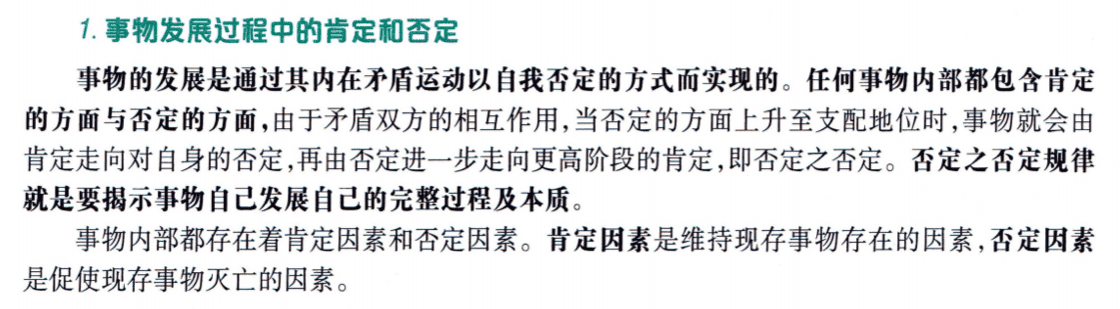 1. 事物发展过程中的肯定和否定
事物的发展是通过其内在矛盾运动以自我否定的方式而实现的。任何事物内部都包含肯定
的方面与否定的方面,由于矛盾双方的相互作用,当否定的方面上升至支配地位时,事物就会由
肯定走向对自身的否定,再由否定进一步走向更高阶段的肯定,即否定之否定。否定之否定规律
就是要揭示事物自己发展自己的完整过程及本质。
事物内部都存在着肯定因素和否定因素。肯定因素是维持现存事物存在的因素,否定因素
是促使现存事物灭亡的因素。